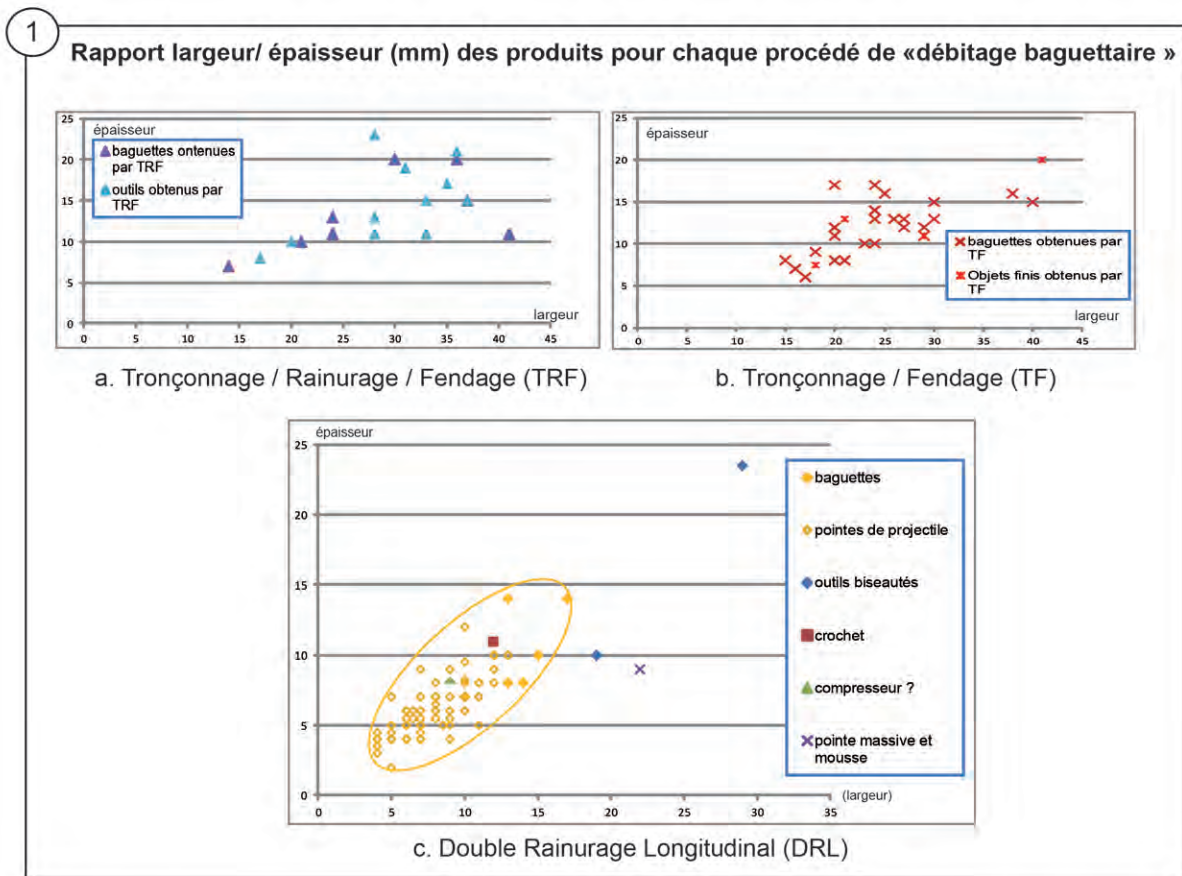 1
Rapport largeur/ épaisseur (mm) des produits pour chaque procédé de «débitage baguettaire »
épaisseur
25
20
15
10
5
0
baguettes ontenues
par TRF
outils obtenus par
TRF
largeur
0 5 10 15 20 25 30 35 40 45
a. Tronçonnage / Rainurage / Fendage (TRF)
épaisseur
25
20
15
10
5
0
baguettes obtenues par
TF
Objets finis obtenus par
TF
largeur
0 5 10 15 20 25 30 35 40 45
b. Tronçonnage / Fendage (TF)
épaisseur
25
20
15
10
5
0
baguettes
pointes de projectile
outils biseautés
crochet
compresseur ?
pointe massive et
mousse
0 5 10 15 20 25 30 35
(largeur)
c. Double Rainurage Longitudinal (DRL)